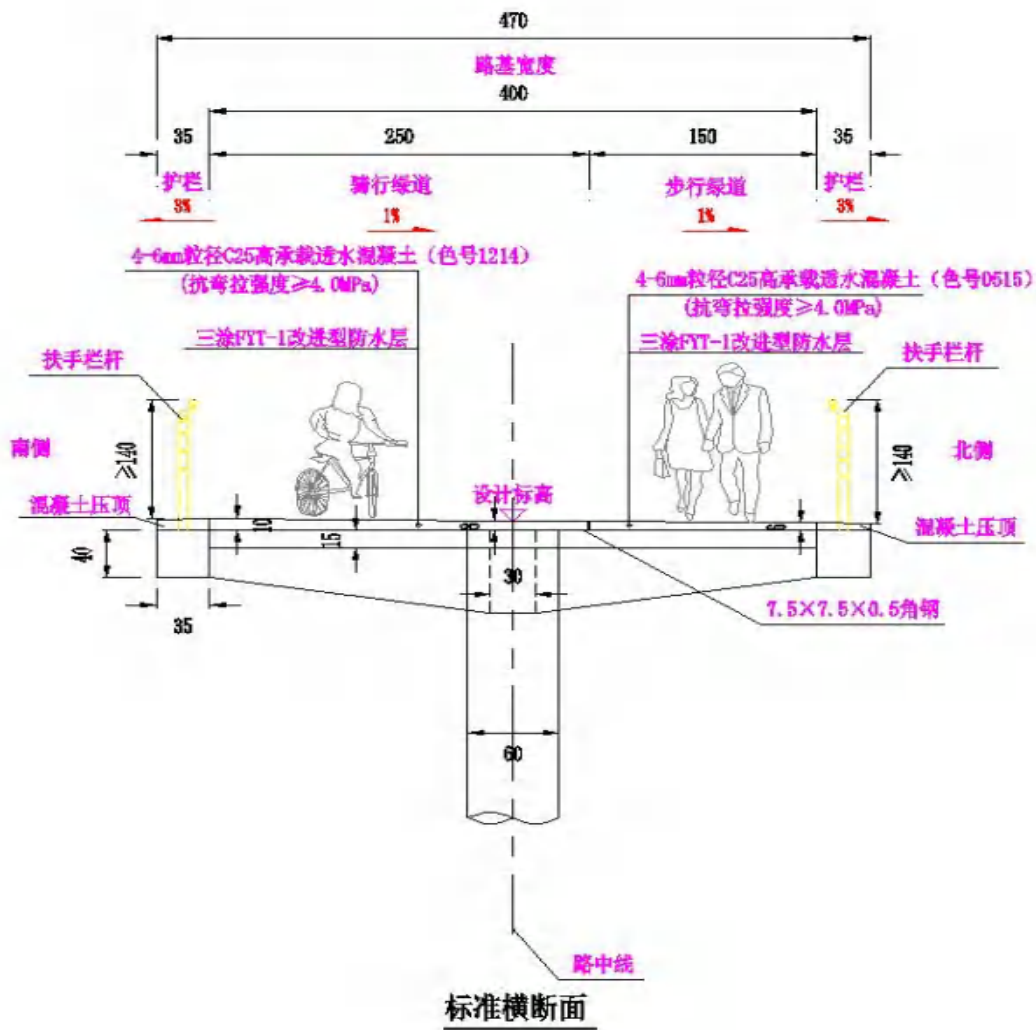 470
路基宽度
400
35 250 150 35
护栏 骑行绿道 步行绿道 护栏
3% 1% 1% 3%
4-6mm粒径C25高承载透水混凝土（色号1214）
(抗弯拉强度≥4.0MPa)
4-6mm粒径C25高承载透水混凝土（色号0515）
(抗弯拉强度≥4.0MPa)
三涂FYT-1改进型防水层
三涂FYT-1改进型防水层
扶手栏杆
扶手栏杆
南侧
≥140
≥140
北侧
设计标高
混凝土压顶
混凝土压顶
10
8
6
15
40
30
35
7.5×7.5×0.5角钢
60
路中线
标准横断面